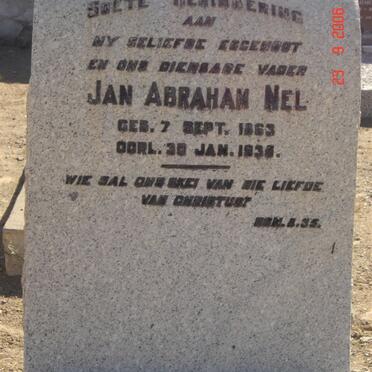 SOETE HERINNERING
AAN
MY GELIEFDE EGGENOOT
EN ONS DIERBARE VADER
JAN ABRAHAM NEL
GEB. 7 SEPT. 1863
OORL. 30 JAN. 1936.
WIE SAL ONS SKEI VAN DIE LIEFDE
VAN CHRISTUS?
ROM. 8.35.
23 9 2006